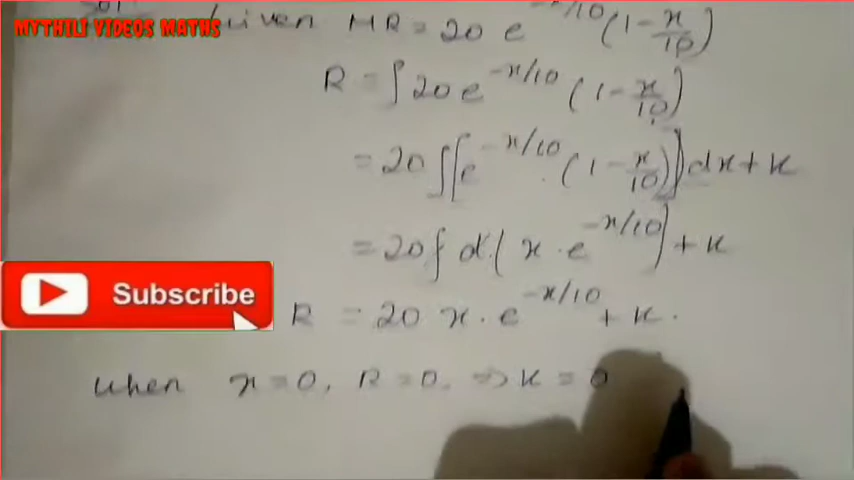 Sol
MYTHILI VIDEOS MATHS
Given MR = 20 e^{-x/10} (1 - x/10)
R = ∫ 20 e^{-x/10} (1 - x/10)
= 20 ∫ [e^{-x/10} (1 - x/10)] dx + k
= 20 ∫ d(x · e^{-x/10}) + k
Subscribe
R = 20 x · e^{-x/10} + k.
when x = 0, R = 0, ⇒ k = 0